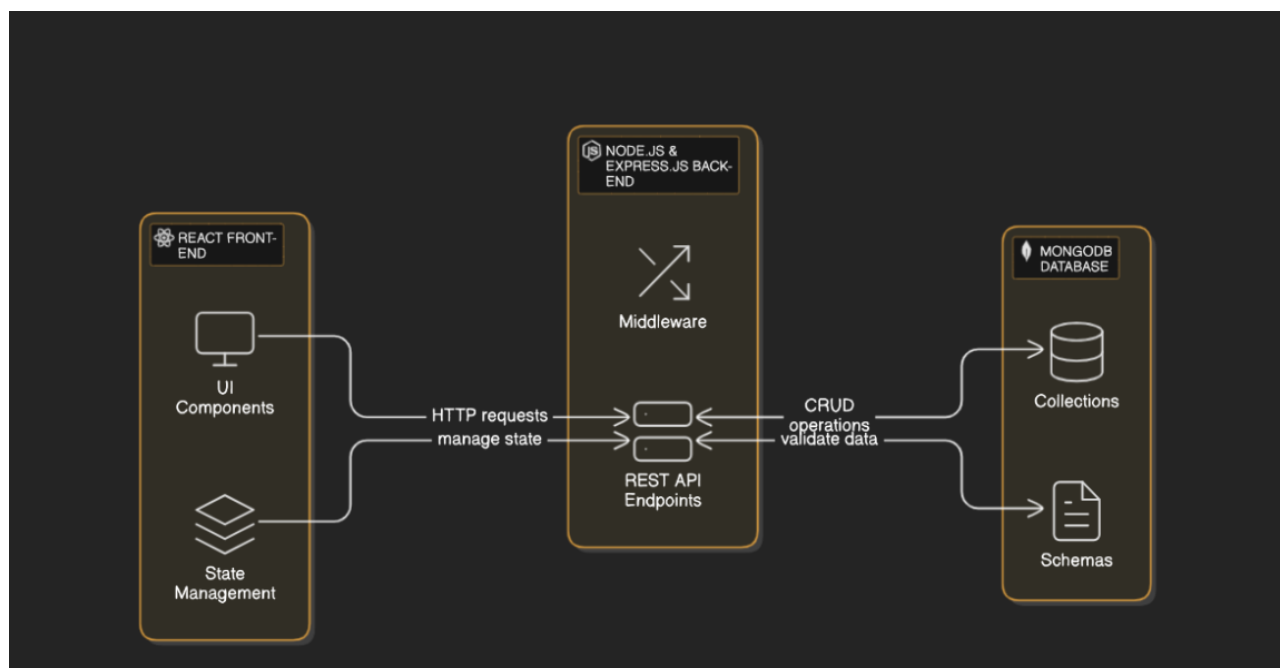 REACT FRONT-
END
UI
Components
State
Management
HTTP requests
manage state
JS
NODE.JS &
EXPRESS.JS BACK-
END
Middleware
REST API
Endpoints
CRUD
operations
validate data
MONGODB
DATABASE
Collections
Schemas